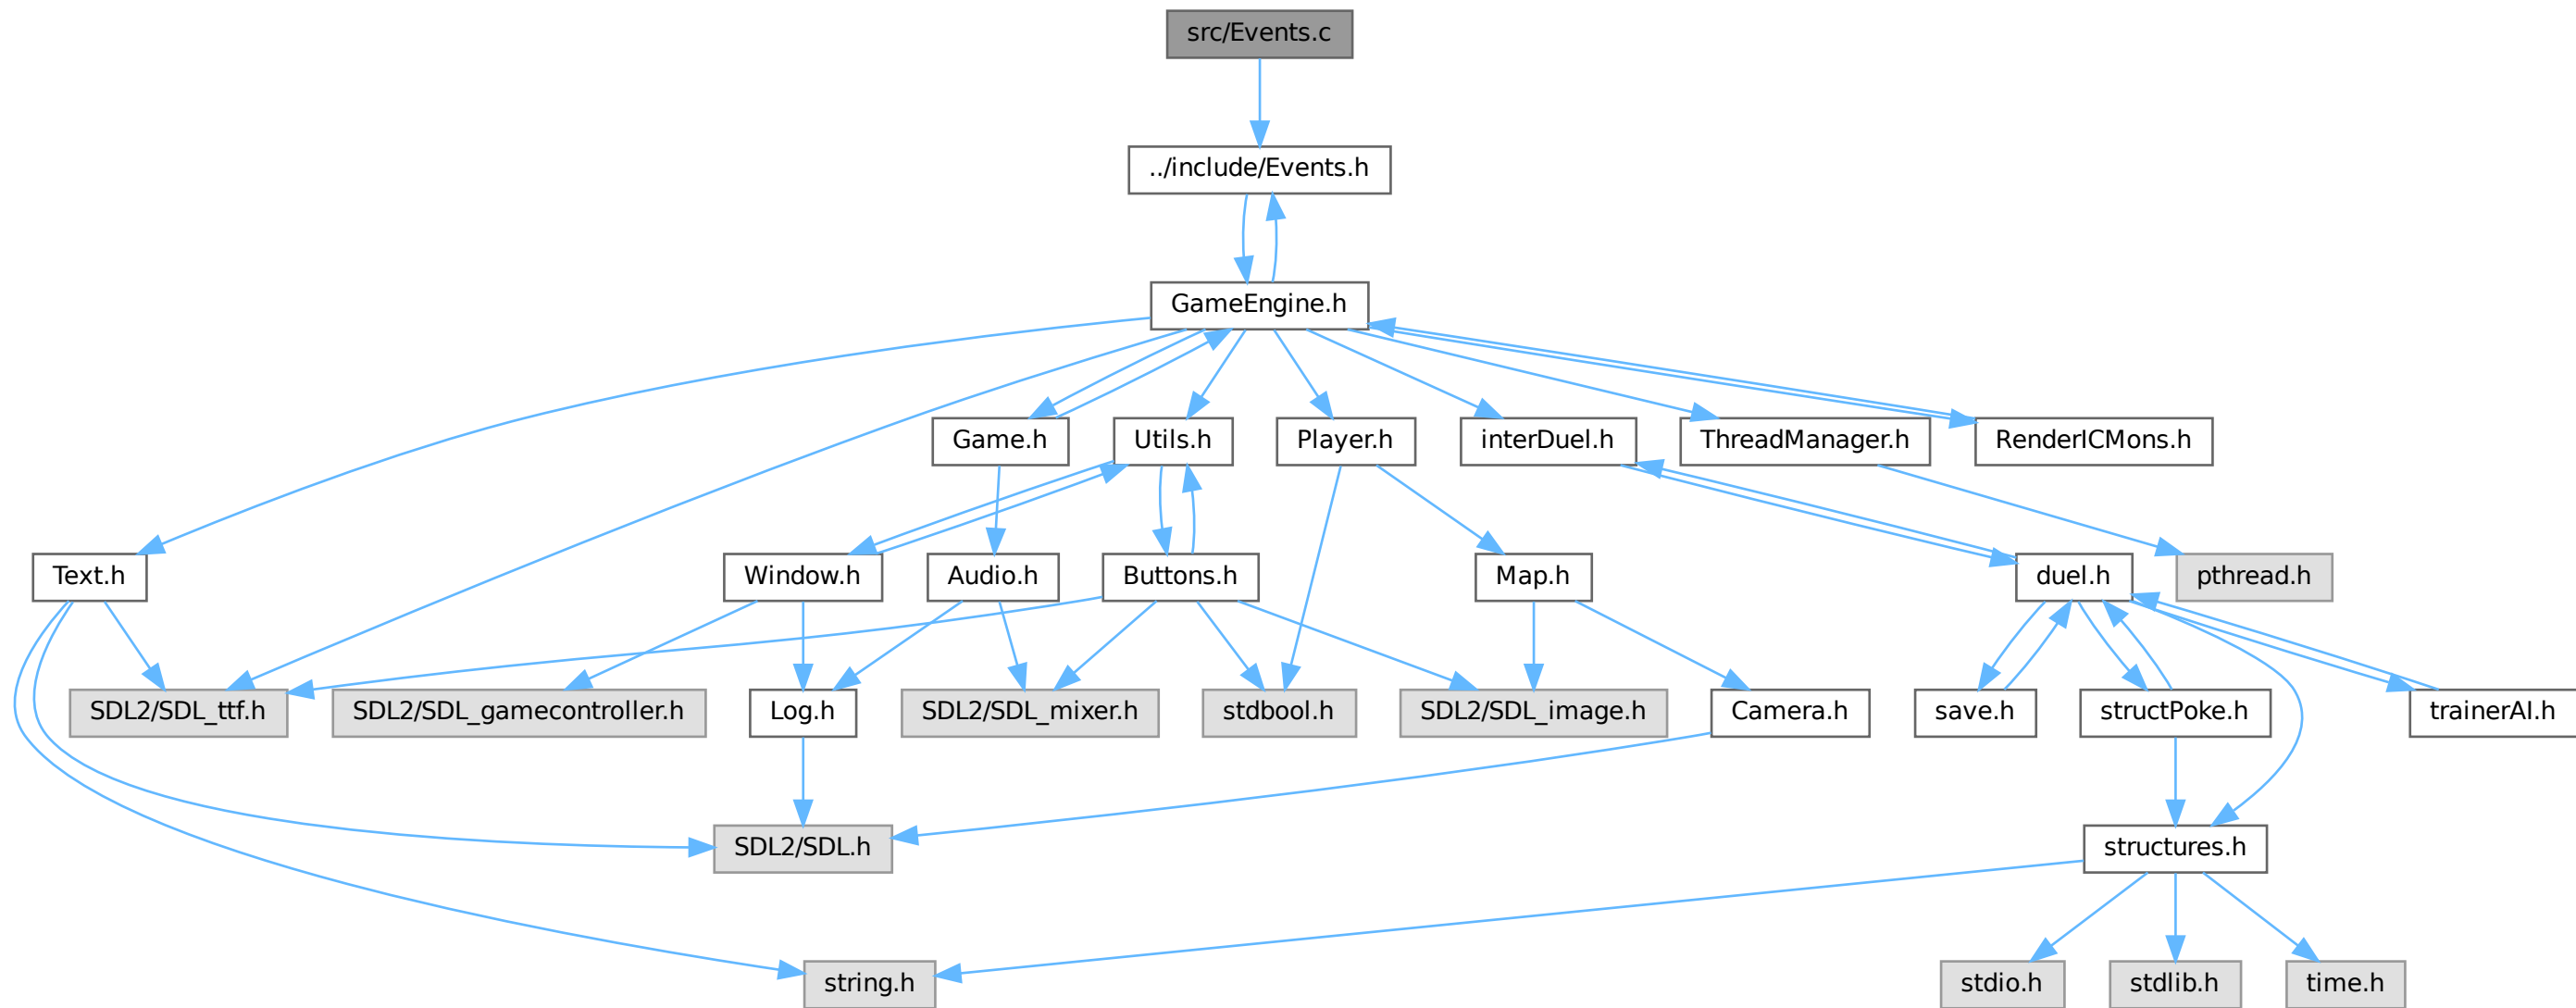 src/Events.c
../include/Events.h
GameEngine.h
Game.h
Utils.h
Player.h
interDuel.h
ThreadManager.h
RenderICMons.h
Text.h
Window.h
Audio.h
Buttons.h
Map.h
duel.h
pthread.h
SDL2/SDL_ttf.h
SDL2/SDL_gamecontroller.h
Log.h
SDL2/SDL_mixer.h
stdbool.h
SDL2/SDL_image.h
Camera.h
save.h
structPoke.h
trainerAI.h
SDL2/SDL.h
structures.h
string.h
stdio.h
stdlib.h
time.h